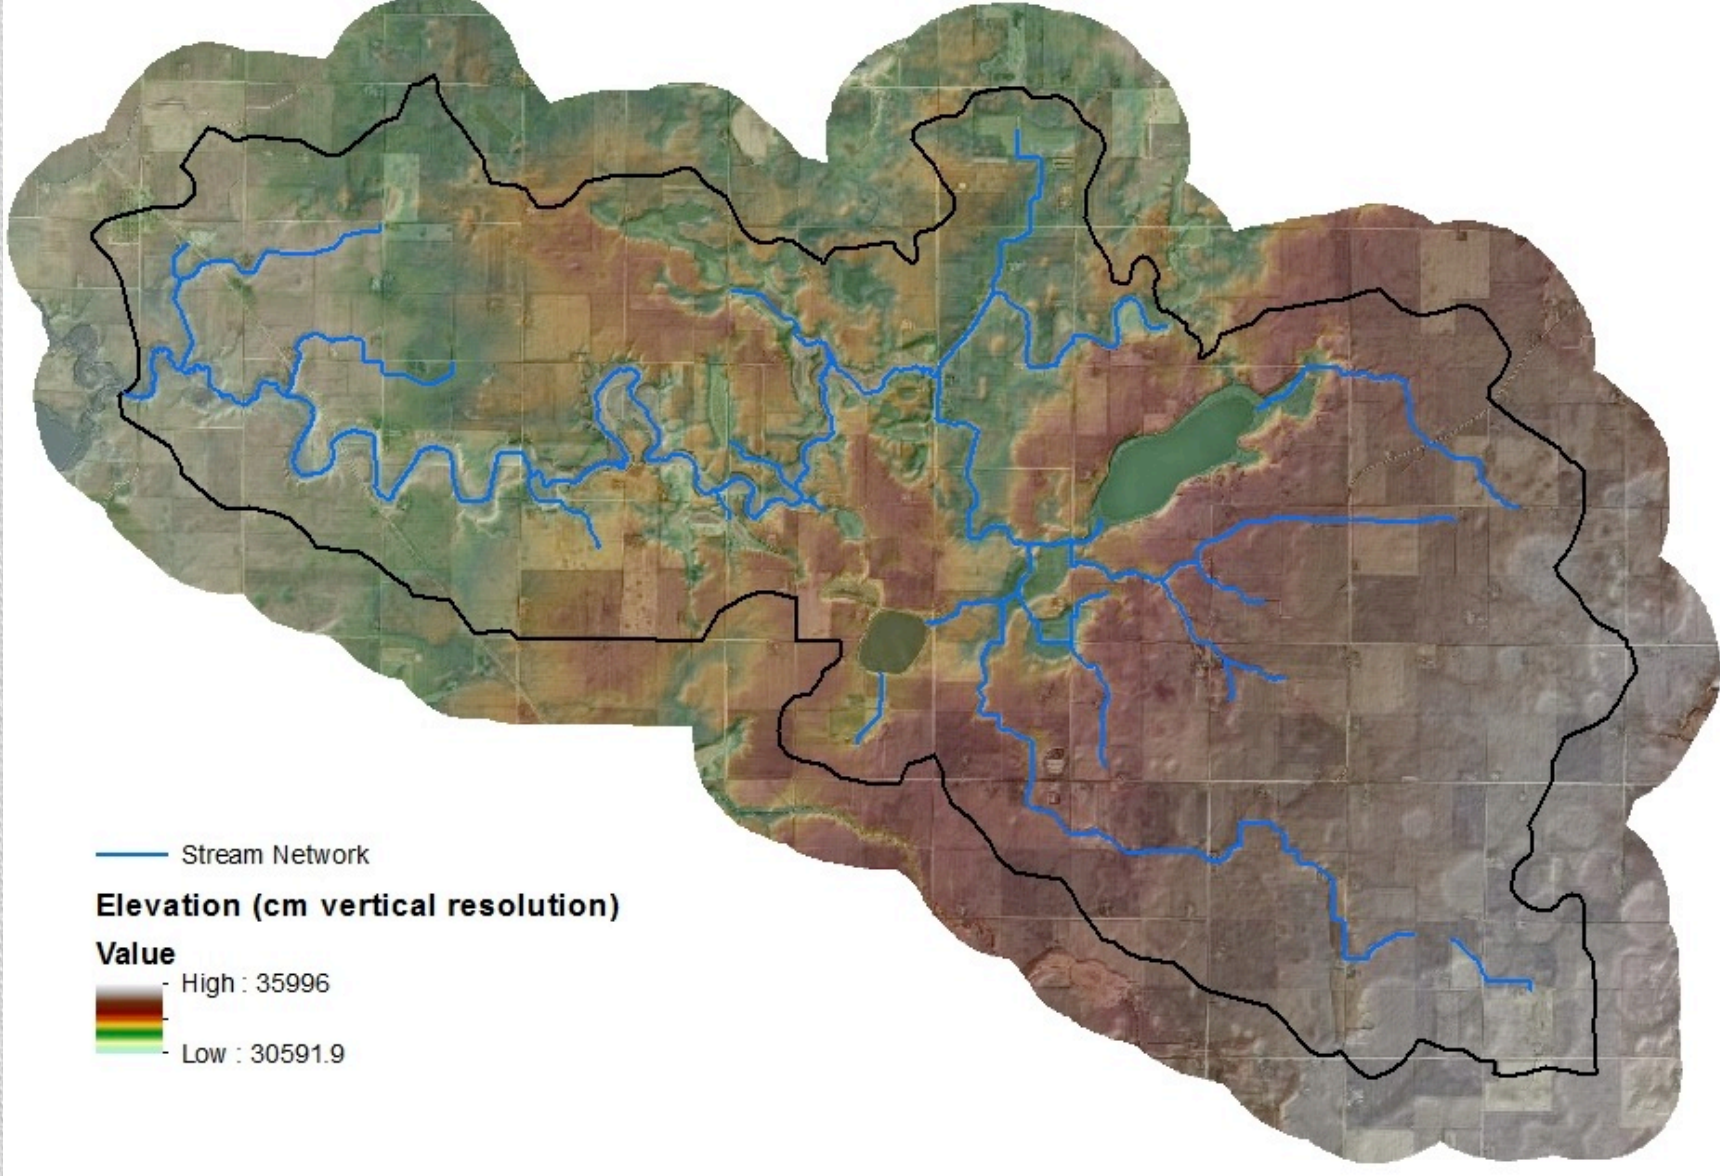 Stream Network
Elevation (cm vertical resolution)
Value
High : 35996
Low : 30591.9